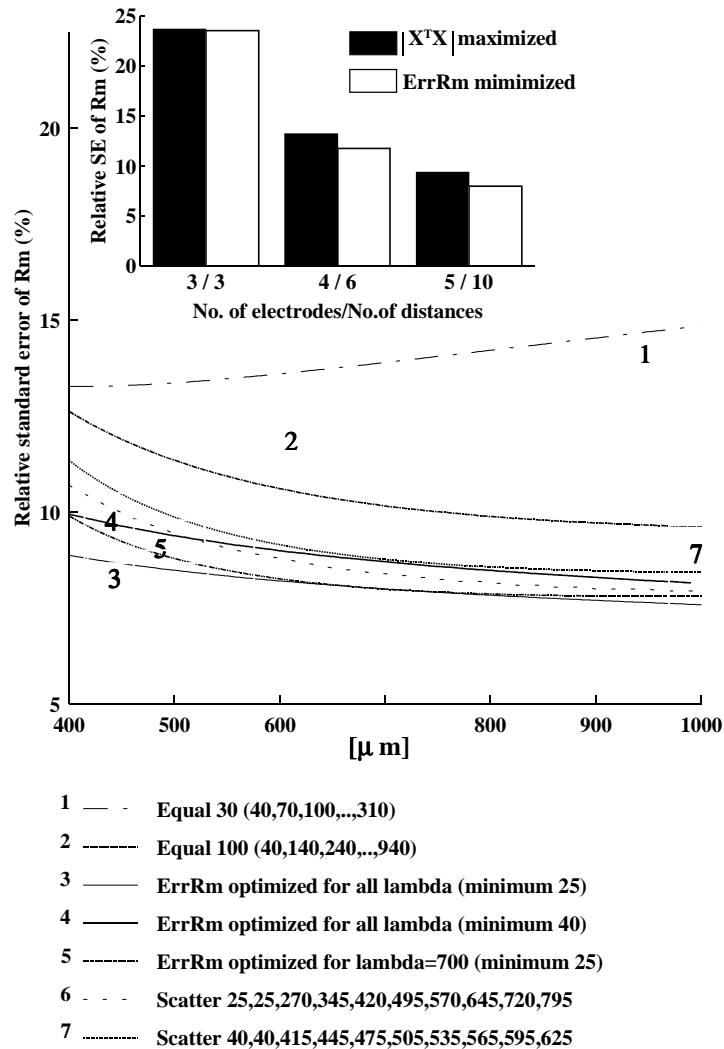 25
20
15
10
5
0
Relative SE of Rm (%)
|XᵀX| maximized
ErrRm mimimized
3 / 3
4 / 6
5 / 10
No. of electrodes/No.of distances
20
15
10
5
Relative standard error of Rm (%)
1
2
7
4
5
3
400
500
600
800
900
1000
[μ m]
1 Equal 30 (40,70,100,..,310)
2 Equal 100 (40,140,240,..,940)
3 ErrRm optimized for all lambda (minimum 25)
4 ErrRm optimized for all lambda (minimum 40)
5 ErrRm optimized for lambda=700 (minimum 25)
6 Scatter 25,25,270,345,420,495,570,645,720,795
7 Scatter 40,40,415,445,475,505,535,565,595,625